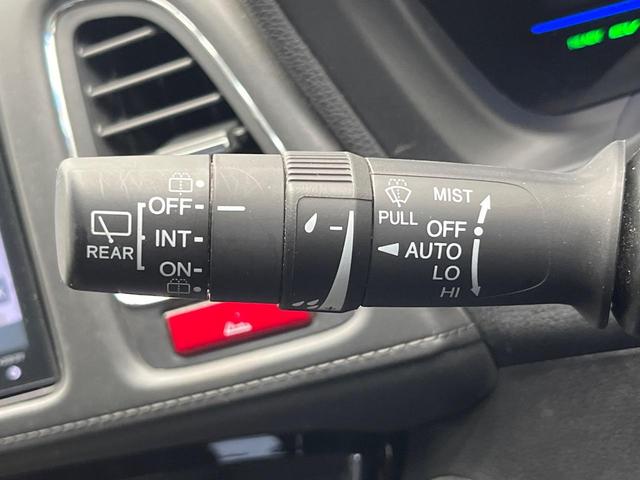 OFF
INT
ON
REAR
PULL
MIST
OFF
AUTO
LO
HI